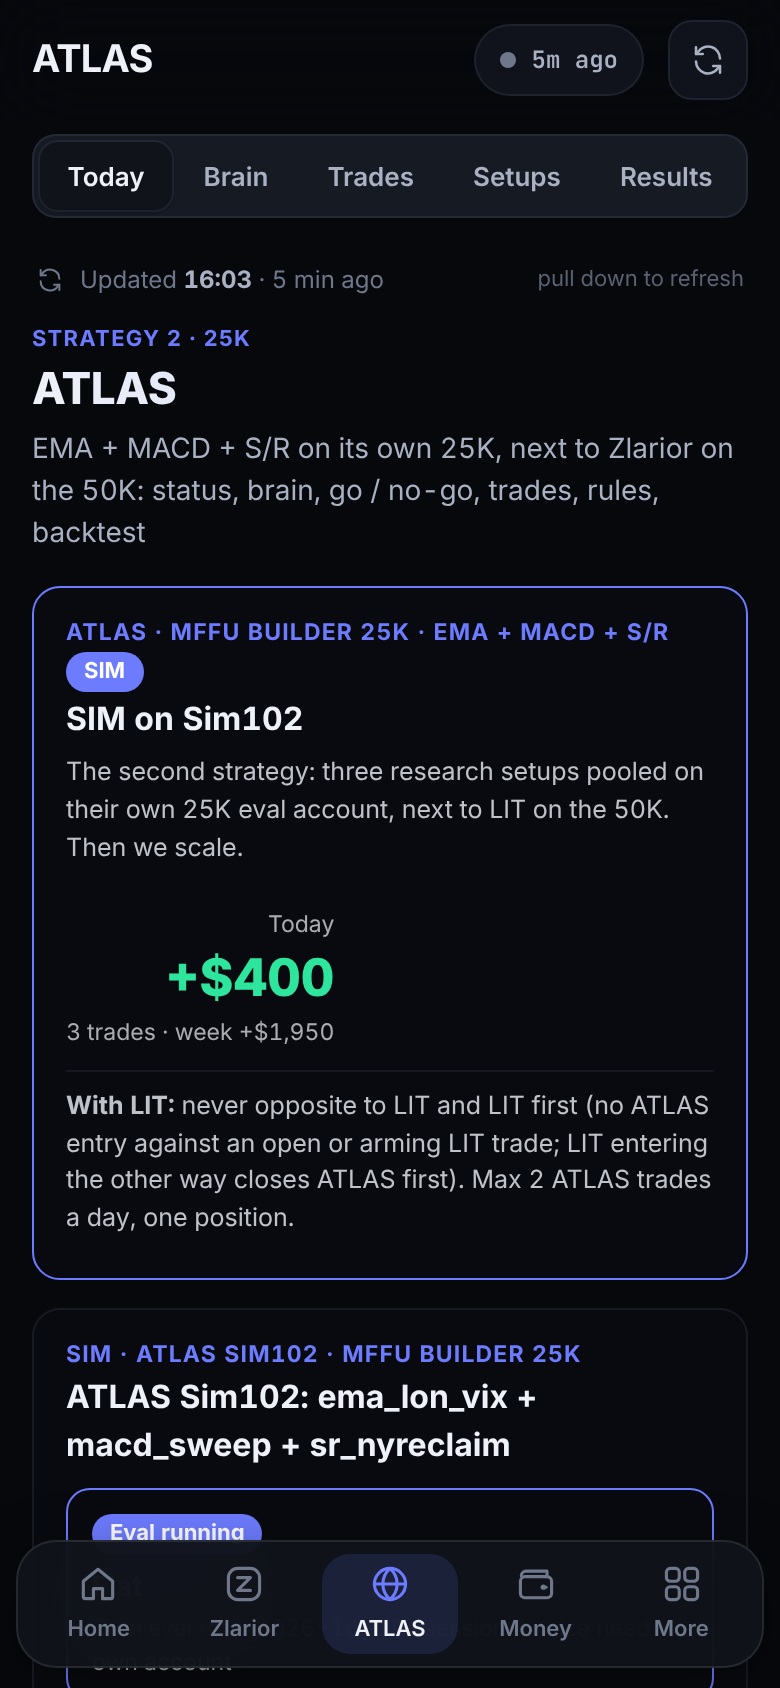 ATLAS
5m ago
Today Brain Trades Setups Results
Updated 16:03 · 5 min ago
pull down to refresh
STRATEGY 2 · 25K
ATLAS
EMA + MACD + S/R on its own 25K, next to Zlarior on
the 50K: status, brain, go / no-go, trades, rules,
backtest
ATLAS · MFFU BUILDER 25K · EMA + MACD + S/R
SIM
SIM on Sim102
The second strategy: three research setups pooled on
their own 25K eval account, next to LIT on the 50K.
Then we scale.
Today
+$400
3 trades · week +$1,950
With LIT: never opposite to LIT and LIT first (no ATLAS
entry against an open or arming LIT trade; LIT entering
the other way closes ATLAS first). Max 2 ATLAS trades
a day, one position.
SIM · ATLAS SIM102 · MFFU BUILDER 25K
ATLAS Sim102: ema_lon_vix +
macd_sweep + sr_nyreclaim
Eval running
Home Zlarior ATLAS Money More
own account